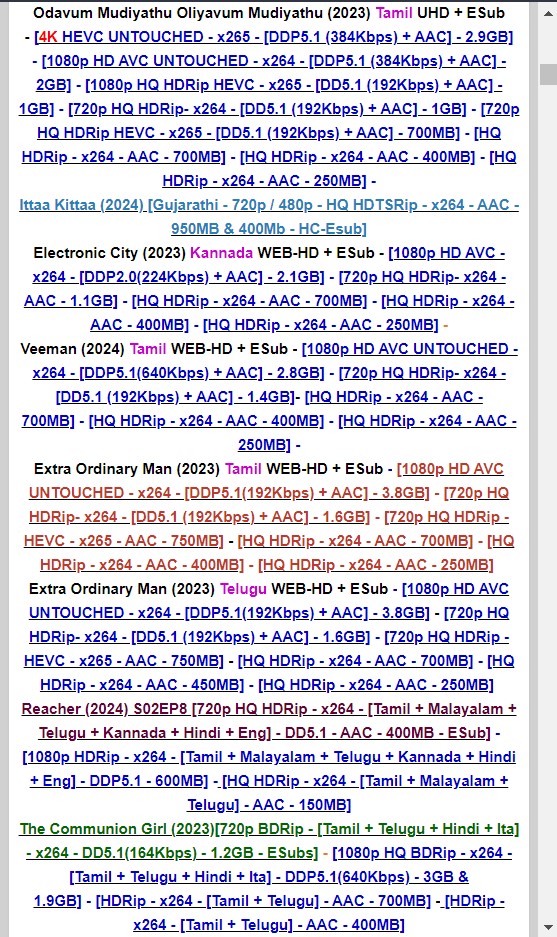 Odavum Mudiyathu Oliyavum Mudiyathu (2023) Tamil UHD + ESub
- [4K HEVC UNTOUCHED - x265 - [DDP5.1 (384Kbps) + AAC] - 2.9GB]
- [1080p HD AVC UNTOUCHED - x264 - [DDP5.1 (384Kbps) + AAC] -
2GB] - [1080p HQ HDRip HEVC - x265 - [DD5.1 (192Kbps) + AAC] -
1GB] - [720p HQ HDRip- x264 - [DD5.1 (192Kbps) + AAC] - 1GB] - [720p
HQ HDRip HEVC - x265 - [DD5.1 (192Kbps) + AAC] - 700MB] - [HQ
HDRip - x264 - AAC - 700MB] - [HQ HDRip - x264 - AAC - 400MB] - [HQ
HDRip - x264 - AAC - 250MB] -
Ittaa Kittaa (2024) [Gujarathi - 720p / 480p - HQ HDTSRip - x264 - AAC -
950MB & 400Mb - HC-Esub]
Electronic City (2023) Kannada WEB-HD + ESub - [1080p HD AVC -
x264 - [DDP2.0(224Kbps) + AAC] - 2.1GB] - [720p HQ HDRip- x264 -
AAC - 1.1GB] - [HQ HDRip - x264 - AAC - 700MB] - [HQ HDRip - x264 -
AAC - 400MB] - [HQ HDRip - x264 - AAC - 250MB] -
Veeman (2024) Tamil WEB-HD + ESub - [1080p HD AVC UNTOUCHED -
x264 - [DDP5.1(640Kbps) + AAC] - 2.8GB] - [720p HQ HDRip- x264 -
[DD5.1 (192Kbps) + AAC] - 1.4GB]- [HQ HDRip - x264 - AAC -
700MB] - [HQ HDRip - x264 - AAC - 400MB] - [HQ HDRip - x264 - AAC -
250MB] -
Extra Ordinary Man (2023) Tamil WEB-HD + ESub - [1080p HD AVC
UNTOUCHED - x264 - [DDP5.1(192Kbps) + AAC] - 3.8GB] - [720p HQ
HDRip- x264 - [DD5.1 (192Kbps) + AAC] - 1.6GB] - [720p HQ HDRip -
HEVC - x265 - AAC - 750MB] - [HQ HDRip - x264 - AAC - 700MB] - [HQ
HDRip - x264 - AAC - 400MB] - [HQ HDRip - x264 - AAC - 250MB]
Extra Ordinary Man (2023) Telugu WEB-HD + ESub - [1080p HD AVC
UNTOUCHED - x264 - [DDP5.1(192Kbps) + AAC] - 3.8GB] - [720p HQ
HDRip- x264 - [DD5.1 (192Kbps) + AAC] - 1.6GB] - [720p HQ HDRip -
HEVC - x265 - AAC - 750MB] - [HQ HDRip - x264 - AAC - 700MB] - [HQ
HDRip - x264 - AAC - 450MB] - [HQ HDRip - x264 - AAC - 250MB]
Reacher (2024) S02EP8 [720p HQ HDRip - x264 - [Tamil + Malayalam +
Telugu + Kannada + Hindi + Eng] - DD5.1 - AAC - 400MB - ESub] -
[1080p HDRip - x264 - [Tamil + Malayalam + Telugu + Kannada + Hindi
+ Eng] - DDP5.1 - 600MB] - [HQ HDRip - x264 - [Tamil + Malayalam +
Telugu] - AAC - 150MB]
The Communion Girl (2023)[720p BDRip - [Tamil + Telugu + Hindi + Ita]
- x264 - DD5.1(164Kbps) - 1.2GB - ESubs] - [1080p HQ BDRip - x264 -
[Tamil + Telugu + Hindi + Ita] - DDP5.1(640Kbps) - 3GB &
1.9GB] - [HDRip - x264 - [Tamil + Telugu] - AAC - 700MB] - [HDRip -
x264 - [Tamil + Telugu] - AAC - 400MB]